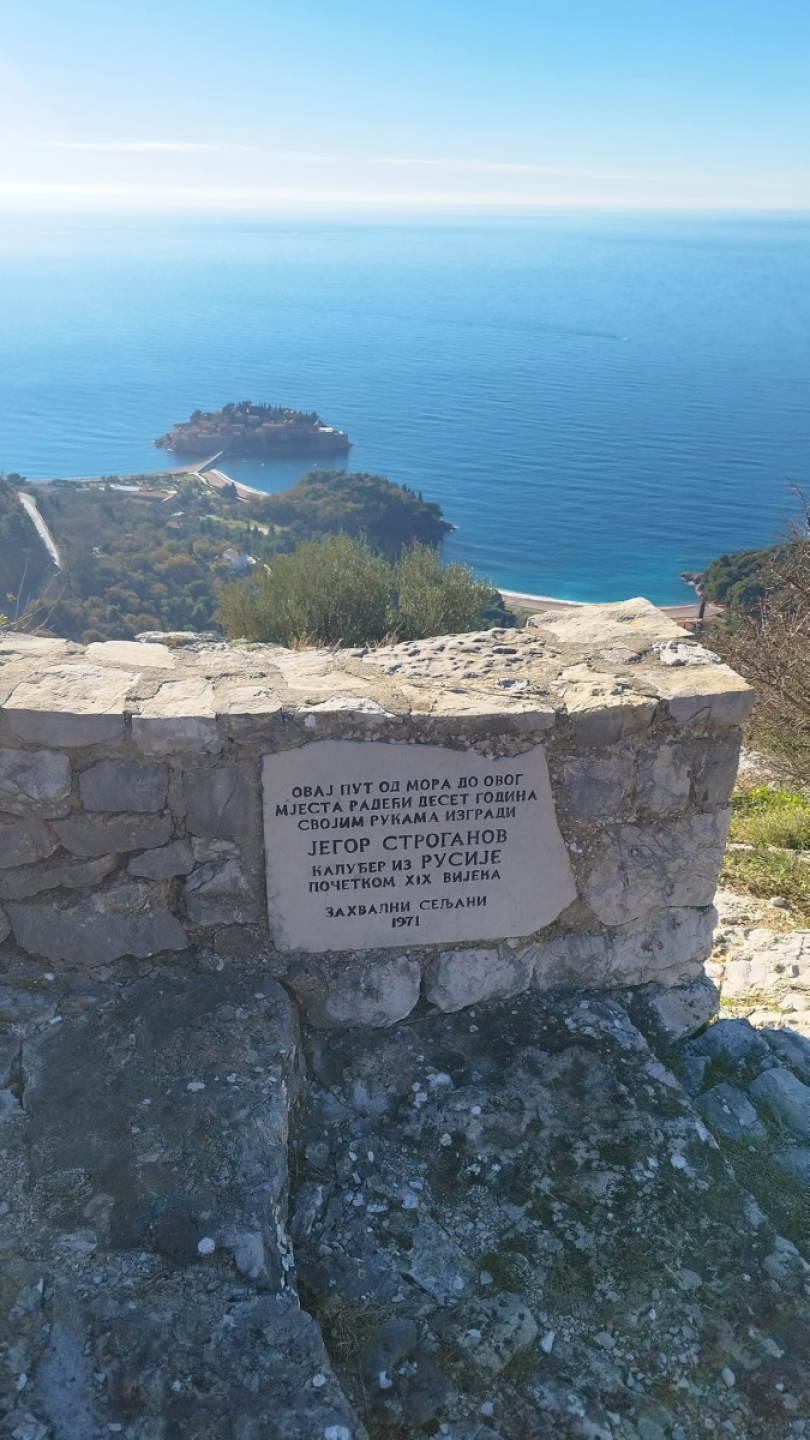 ОВАЈ ПУТ ОД МОРА ДО ОВОГ
МЈЕСТА РАДЕЋИ ДЕСЕТ ГОДИНА
СВОЈИМ РУКАМА ИЗГРАДИ
ЈЕГОР СТРОГАНОВ
КАЛУЂЕР ИЗ РУСИЈЕ
ПОЧЕТКОМ XIX ВИЈЕКА
ЗАХВАЛНИ СЕЉАНИ
1971